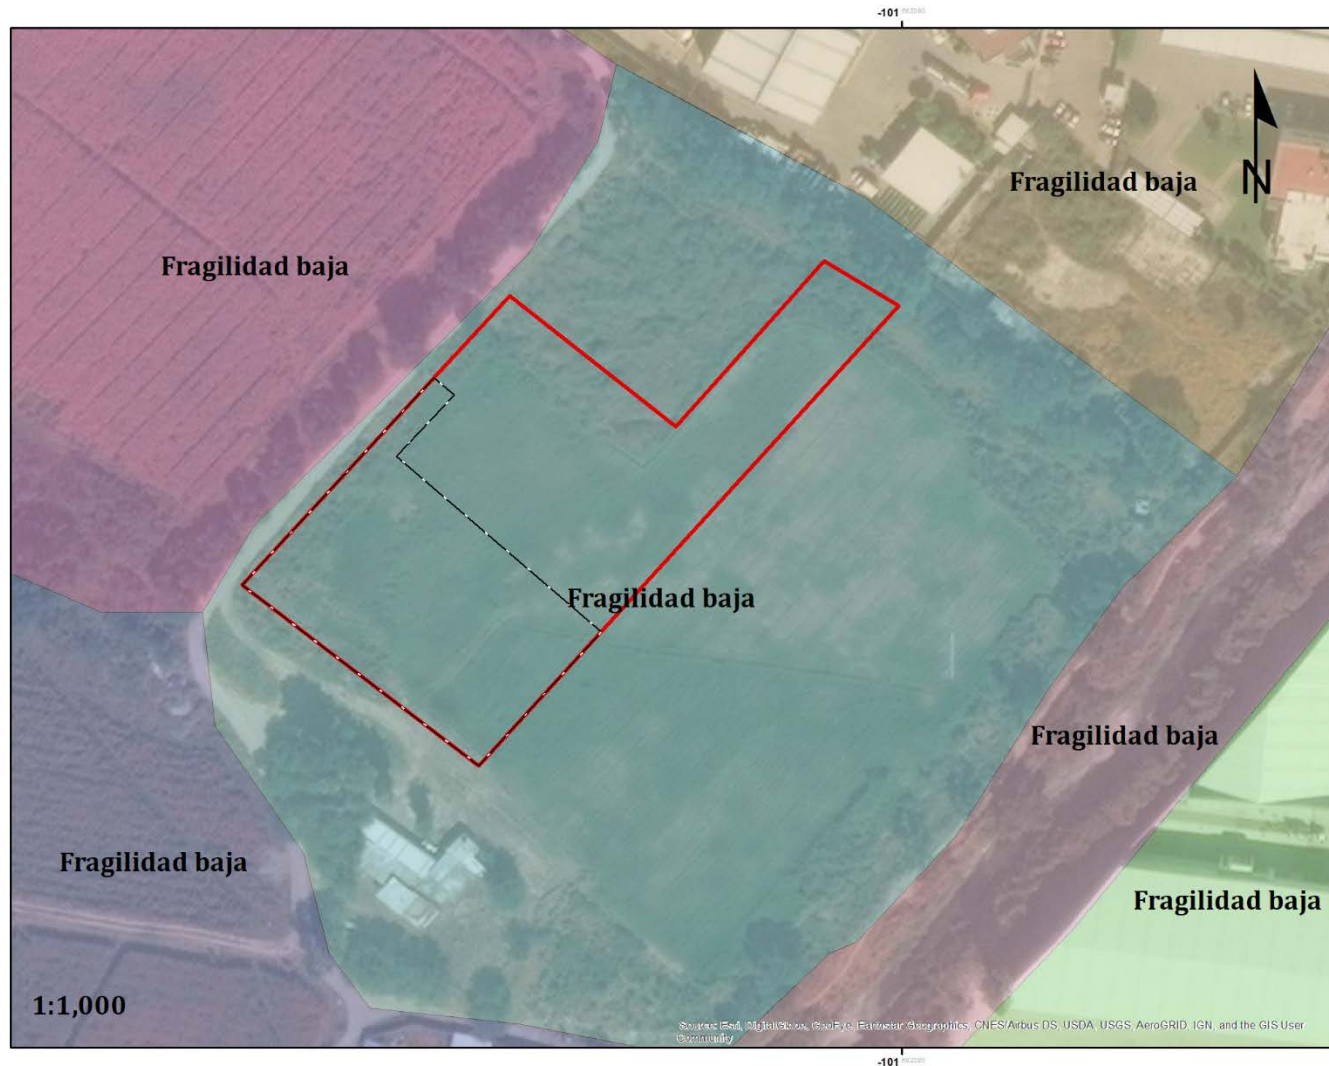 -101
Fragilidad baja
N
Fragilidad baja
Fragilidad baja
Fragilidad baja
Fragilidad baja
Fragilidad baja
1:1,000
Sources: Esri, DigitalGlobe, GeoEye, Earthstar Geographics, CNES/Airbus DS, USDA, USGS, AeroGRID, IGN, and the GIS User
Community
-101